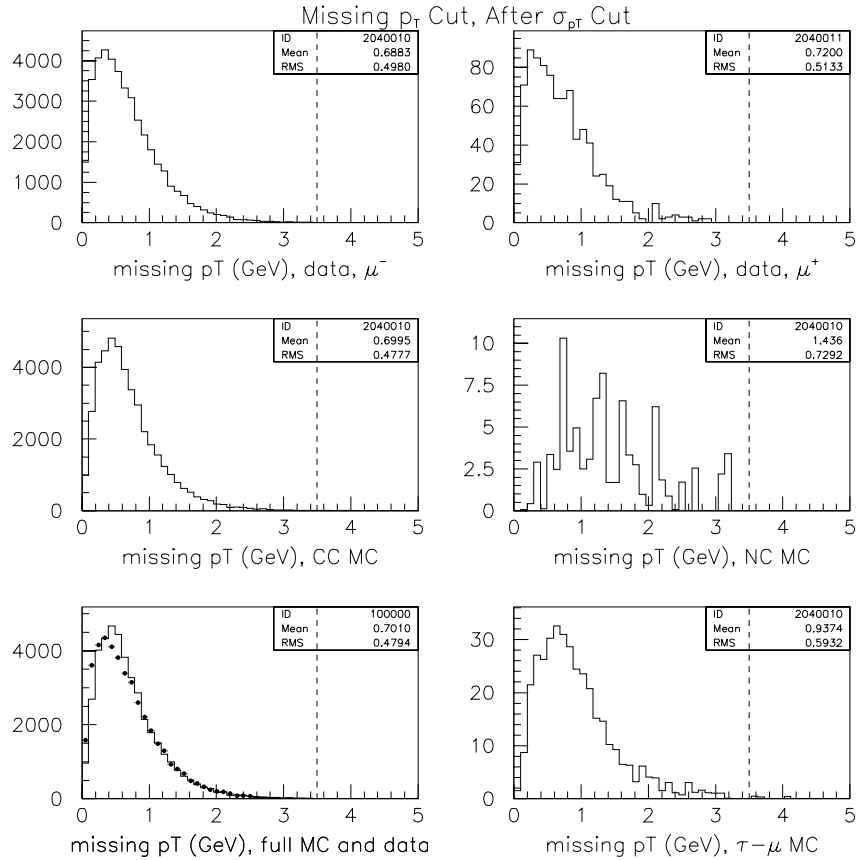 Missing pT Cut, After σpT Cut
ID 2040010
Mean 0.6883
RMS 0.4980
4000
3000
2000
1000
0
0 1 2 3 4 5
missing pT (GeV), data, μ⁻
ID 2040011
Mean 0.7200
RMS 0.5133
80
60
40
20
0
0 1 2 3 4 5
missing pT (GeV), data, μ⁺
ID 2040010
Mean 0.6995
RMS 0.4777
4000
2000
0
0 1 2 3 4 5
missing pT (GeV), CC MC
ID 2040010
Mean 1.436
RMS 0.7292
10
7.5
5
2.5
0
0 1 2 3 4 5
missing pT (GeV), NC MC
ID 100000
Mean 0.7010
RMS 0.4794
4000
2000
0
0 1 2 3 4 5
missing pT (GeV), full MC and data
ID 2040010
Mean 0.9374
RMS 0.5932
30
20
10
0
0 1 2 3 4 5
missing pT (GeV), τ−μ MC